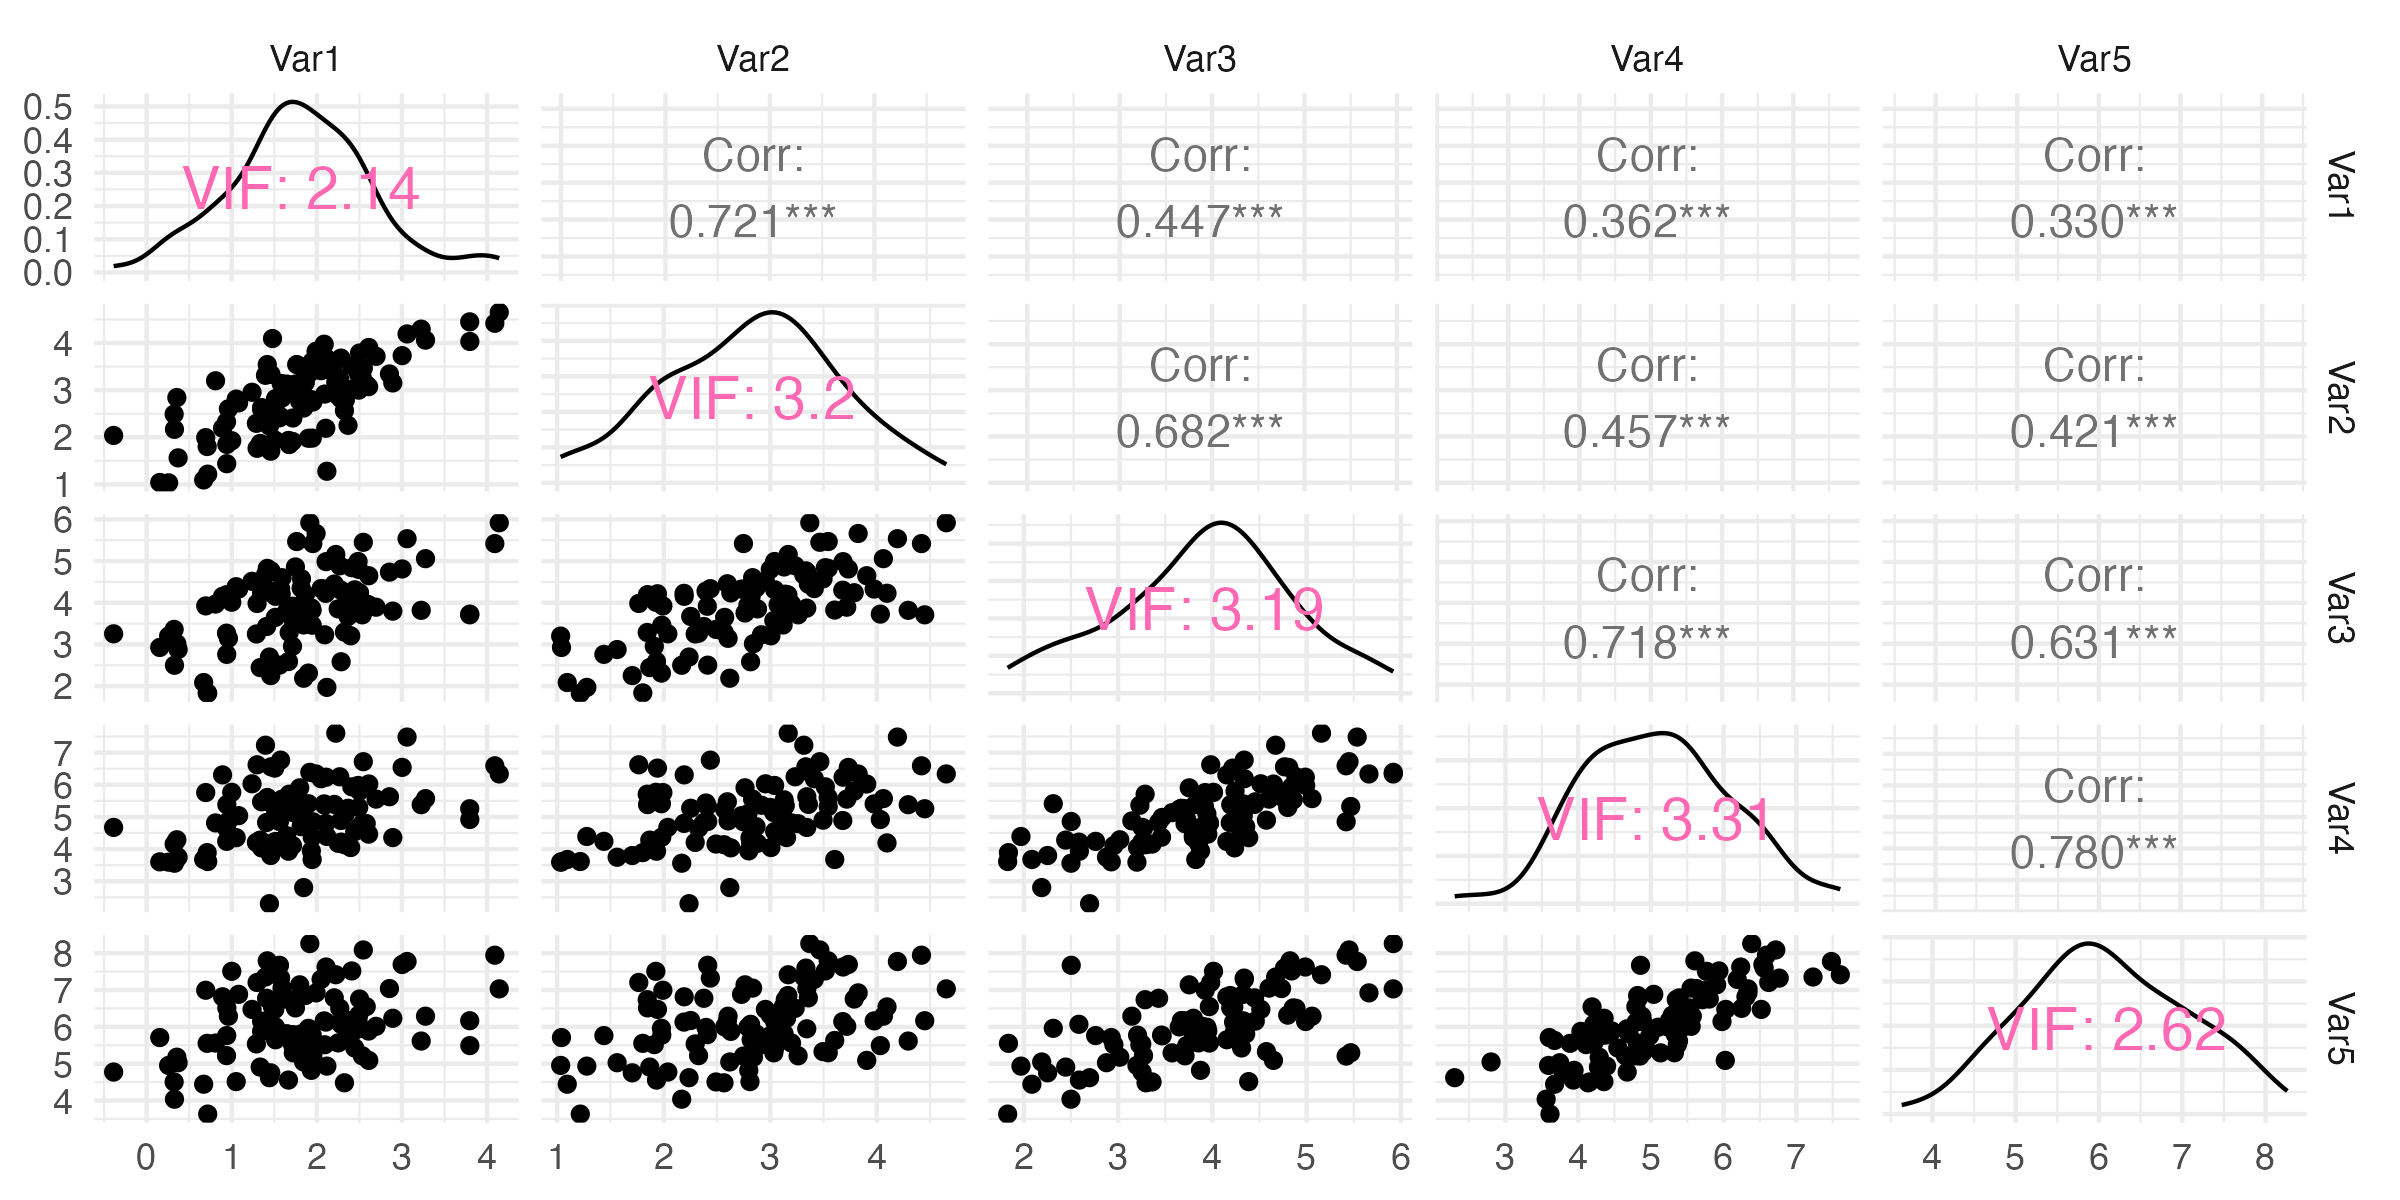 Var1 Var2 Var3 Var4 Var5
0.5
0.4
0.3
0.2
0.1
0.0
VIF: 2.14
Corr:
0.721***
Corr:
0.447***
Corr:
0.362***
Corr:
0.330***
Var1
4
3
2
1
VIF: 3.2
Corr:
0.682***
Corr:
0.457***
Corr:
0.421***
Var2
6
5
4
3
2
VIF: 3.19
Corr:
0.718***
Corr:
0.631***
Var3
7
6
5
4
3
VIF: 3.31
Corr:
0.780***
Var4
8
7
6
5
4
VIF: 2.62
Var5
0 1 2 3 4
1 2 3 4
2 3 4 5 6
3 4 5 6 7
4 5 6 7 8